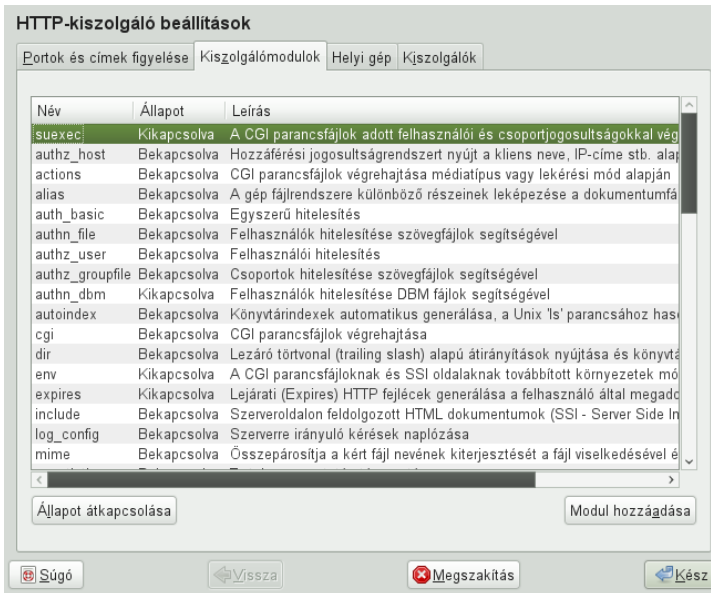 HTTP-kiszolgáló beállítások
Portok és címek figyelése Kiszolgálómodulok Helyi gép Kiszolgálók
Név Állapot Leírás
suexec Kikapcsolva A CGI parancsfájlok adott felhasználói és csoportjogosultságokkal vég
authz_host Bekapcsolva Hozzáférési jogosultságrendszert nyújt a kliens neve, IP-címe stb. alap
actions Bekapcsolva CGI parancsfájlok végrehajtása médiatípus vagy lekérési mód alapján
alias Bekapcsolva A gép fájlrendszere különböző részeinek leképezése a dokumentumfá
auth_basic Bekapcsolva Egyszerű hitelesítés
authn_file Bekapcsolva Felhasználók hitelesítése szövegfájlok segítségével
authz_user Bekapcsolva Felhasználói hitelesítés
authz_groupfile Bekapcsolva Csoportok hitelesítése szövegfájlok segítségével
authn_dbm Kikapcsolva Felhasználók hitelesítése DBM fájlok segítségével
autoindex Bekapcsolva Könyvtárindexek automatikus generálása, a Unix 'ls' parancsához haso
cgi Bekapcsolva CGI parancsfájlok végrehajtása
dir Bekapcsolva Lezáró törtvonal (trailing slash) alapú átirányítások nyújtása és könyvtá
env Kikapcsolva A CGI parancsfájloknak és SSI oldalaknak továbbított környezetek mó
expires Kikapcsolva Lejárati (Expires) HTTP fejlécek generálása a felhasználó által megado
include Bekapcsolva Szerveroldalon feldolgozott HTML dokumentumok (SSI - Server Side In
log_config Bekapcsolva Szerverre irányuló kérések naplózása
mime Bekapcsolva Összepárosítja a kért fájl nevének kiterjesztését a fájl viselkedésével é
Állapot átkapcsolása Modul hozzáadása
Súgó Vissza Megszakítás Kész